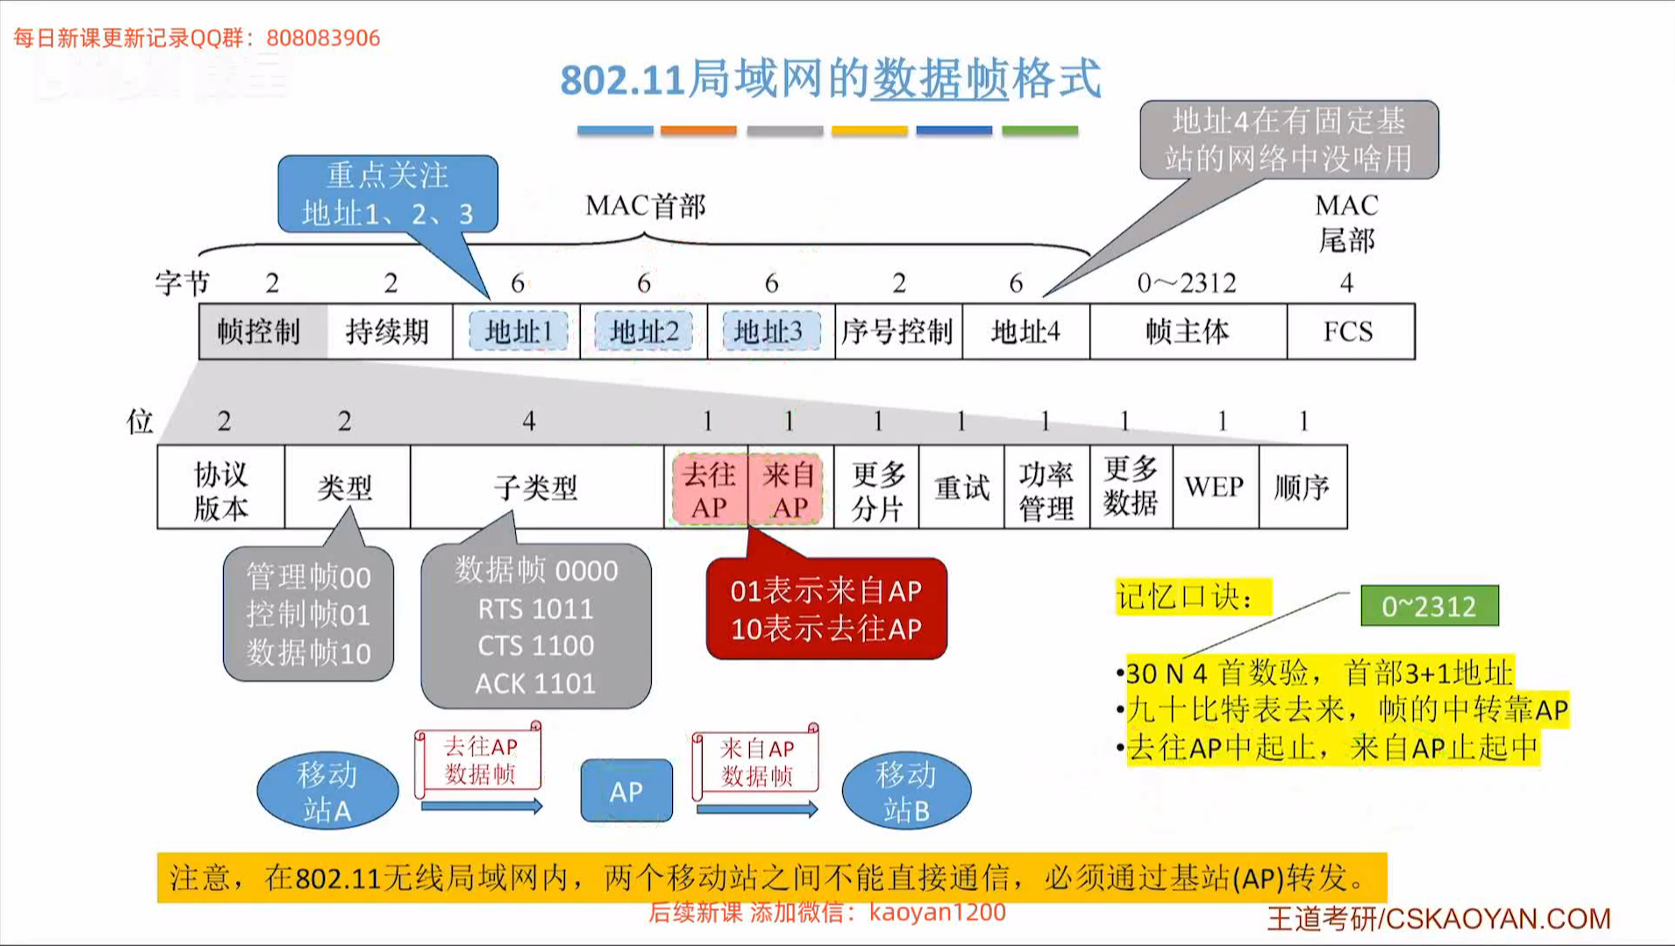 每日新课更新记录QQ群：808083906
802.11局域网的数据帧格式
地址4在有固定基
站的网络中没啥用
重点关注
地址1、2、3
MAC首部
MAC
尾部
字节 2 2 6 6 6 2 6 0～2312 4
帧控制 持续期 地址1 地址2 地址3 序号控制 地址4 帧主体 FCS
位 2 2 4 1 1 1 1 1 1 1 1
协议版本 类型 子类型 去往AP 来自AP 更多分片 重试 功率管理 更多数据 WEP 顺序
管理帧00
控制帧01
数据帧10
数据帧 0000
RTS 1011
CTS 1100
ACK 1101
01表示来自AP
10表示去往AP
记忆口诀：
0~2312
•30 N 4 首数验，首部3+1地址
•九十比特表去来，帧的中转靠AP
•去往AP中起止，来自AP止起中
移动
站A
去往AP
数据帧
AP
来自AP
数据帧
移动
站B
注意，在802.11无线局域网内，两个移动站之间不能直接通信，必须通过基站(AP)转发。
后续新课 添加微信：kaoyan1200
王道考研/CSKAOYAN.COM